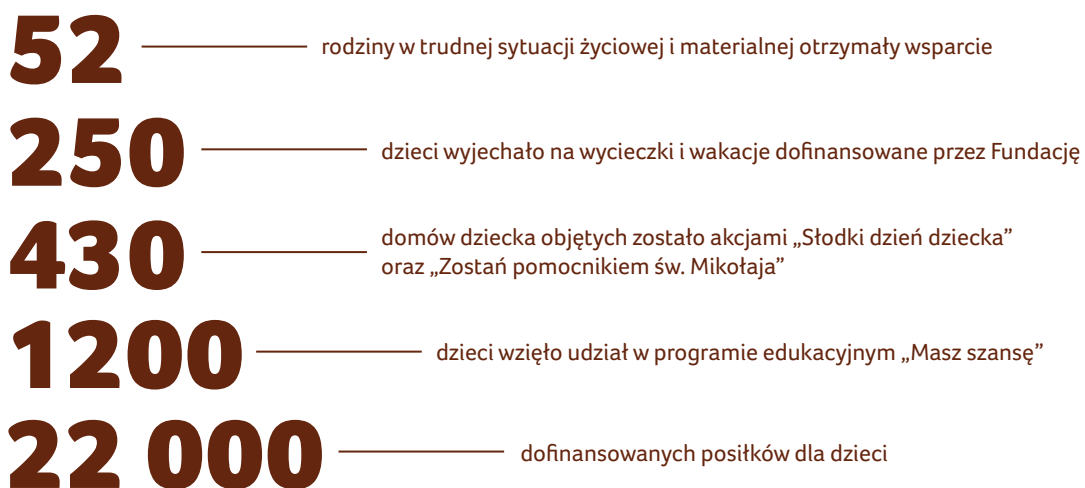 52 rodziny w trudnej sytuacji życiowej i materialnej otrzymały wsparcie
250 dzieci wyjechało na wycieczki i wakacje dofinansowane przez Fundację
430 domów dziecka objętych zostało akcjami „Słodki dzień dziecka”
oraz „Zostań pomocnikiem św. Mikołaja”
1200 dzieci wzięło udział w programie edukacyjnym „Masz szansę”
22 000 dofinansowanych posiłków dla dzieci